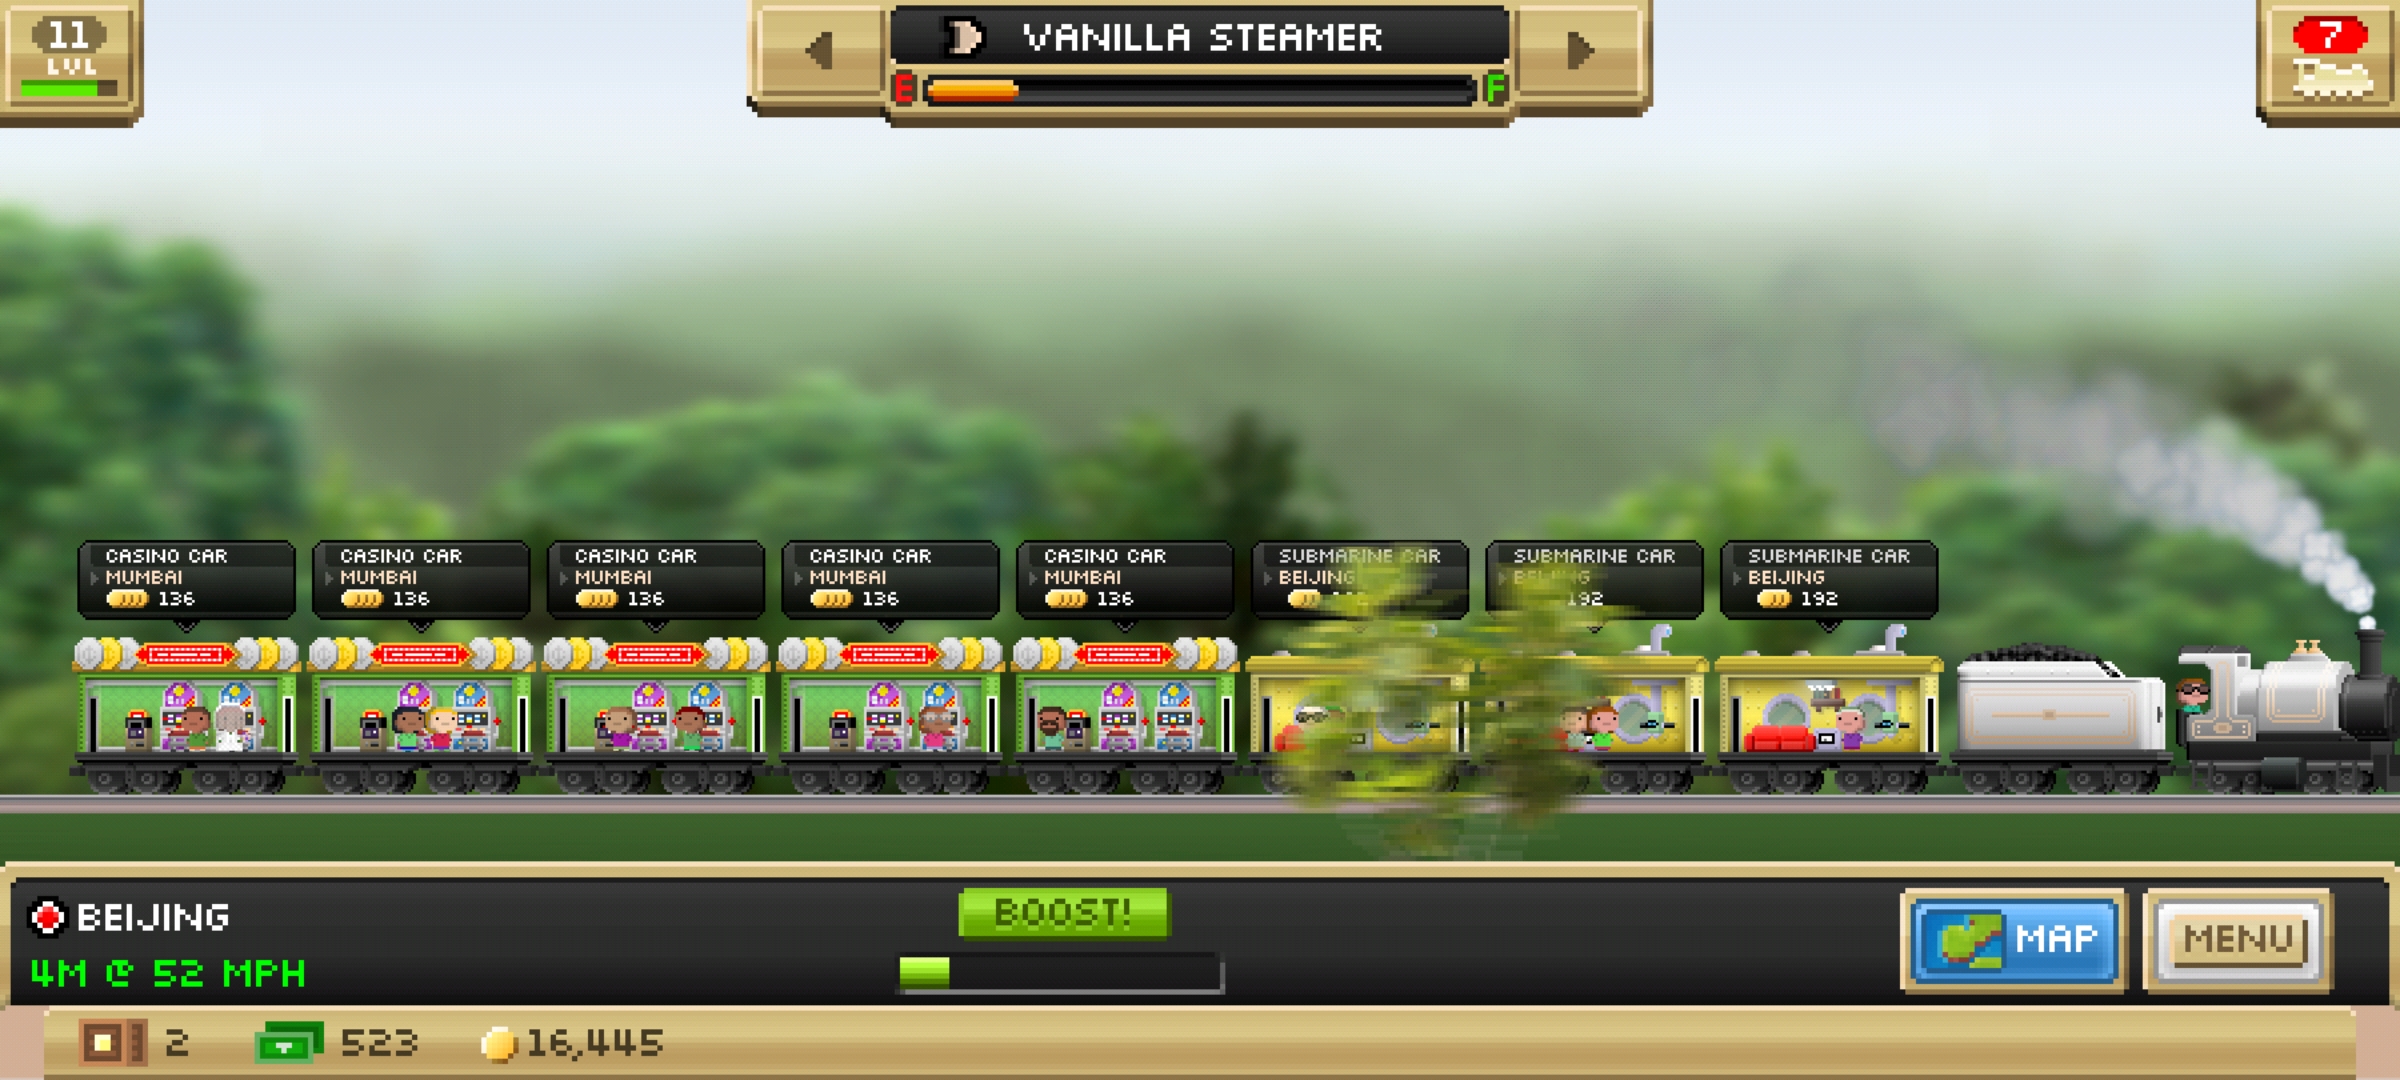 11
LVL
VANILLA STEAMER
E F
7
CASINO CAR
MUMBAI
136
CASINO CAR
MUMBAI
136
CASINO CAR
MUMBAI
136
CASINO CAR
MUMBAI
136
CASINO CAR
MUMBAI
136
SUBMARINE CAR
BEIJING
SUBMARINE CAR
BEIJING
192
SUBMARINE CAR
BEIJING
192
BEIJING
4M @ 52 MPH
BOOST!
MAP
MENU
2
523
16,445